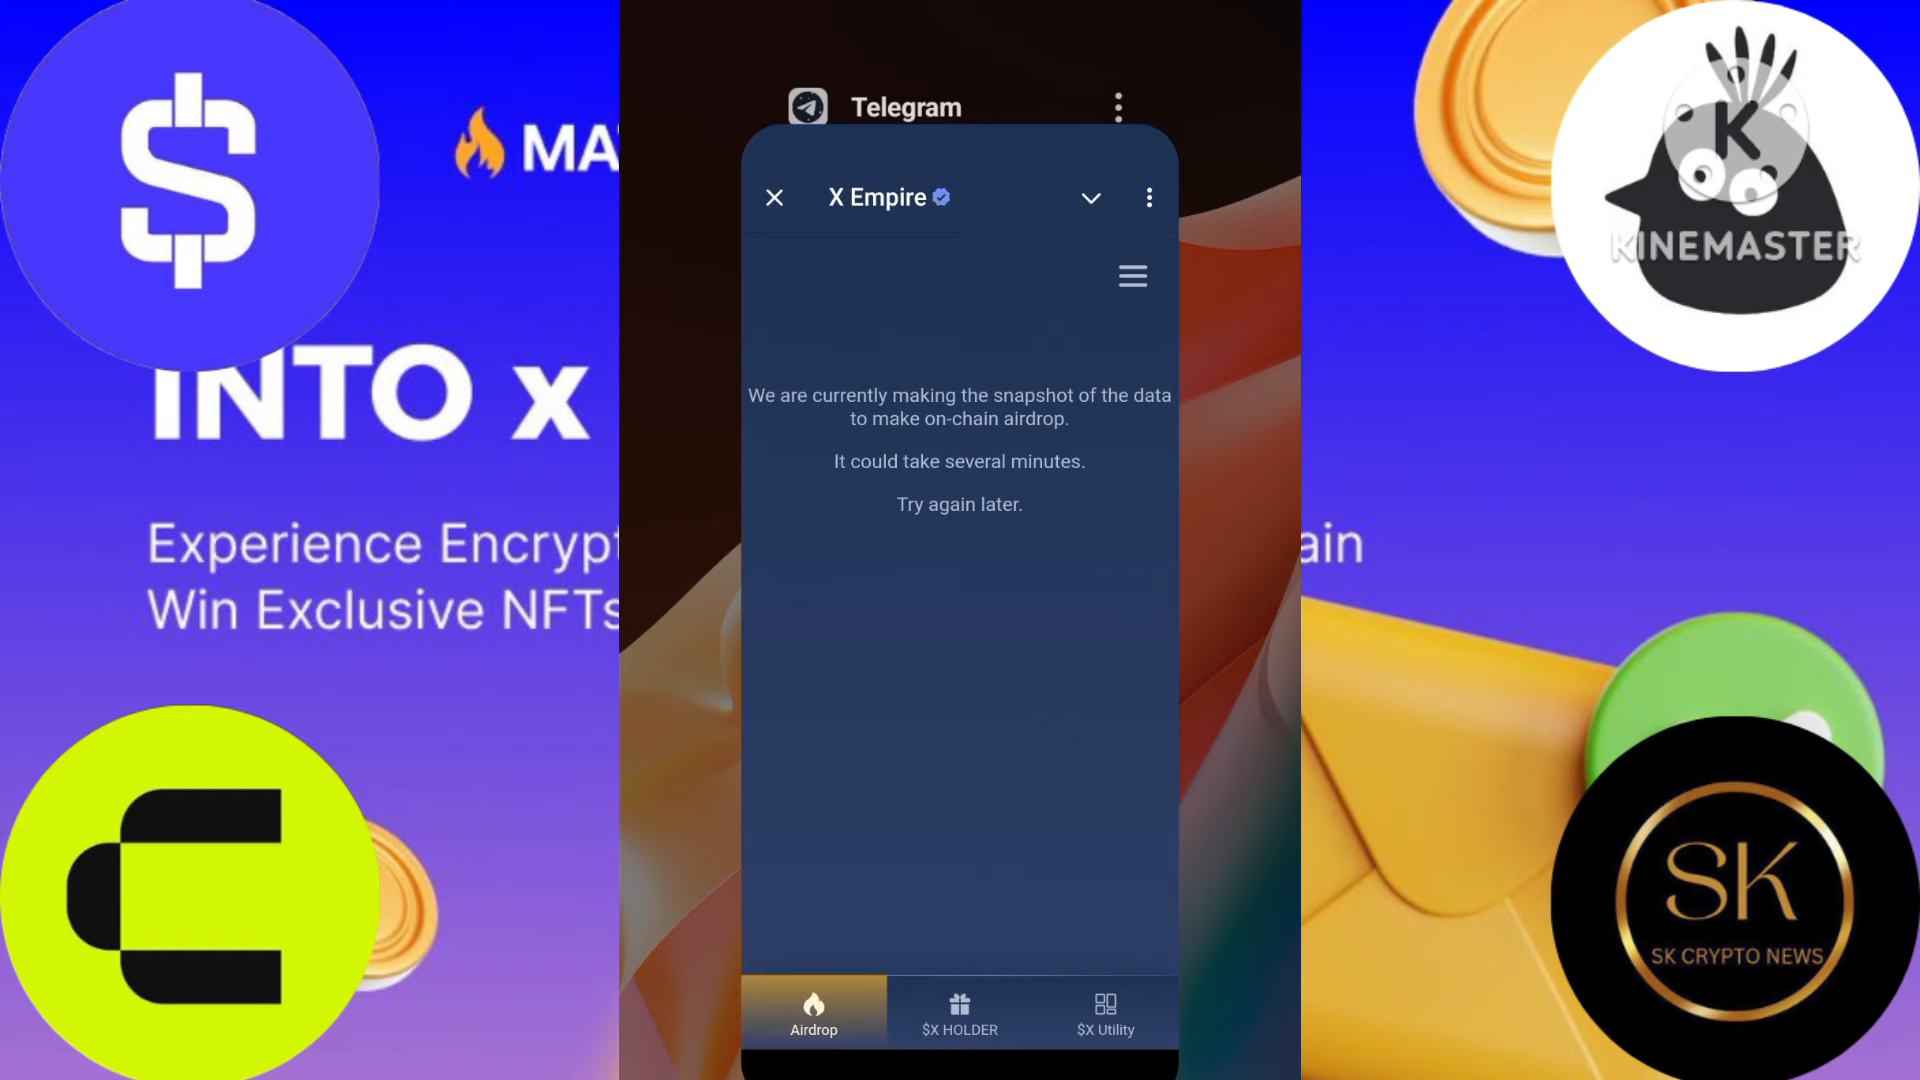 Telegram
X Empire
We are currently making the snapshot of the data
to make on-chain airdrop.
It could take several minutes.
Try again later.
Airdrop
$X HOLDER
$X Utility
$
MA
INTO x
Experience Encryp
Win Exclusive NFTs
ain
K
KINEMASTER
SK
SK CRYPTO NEWS